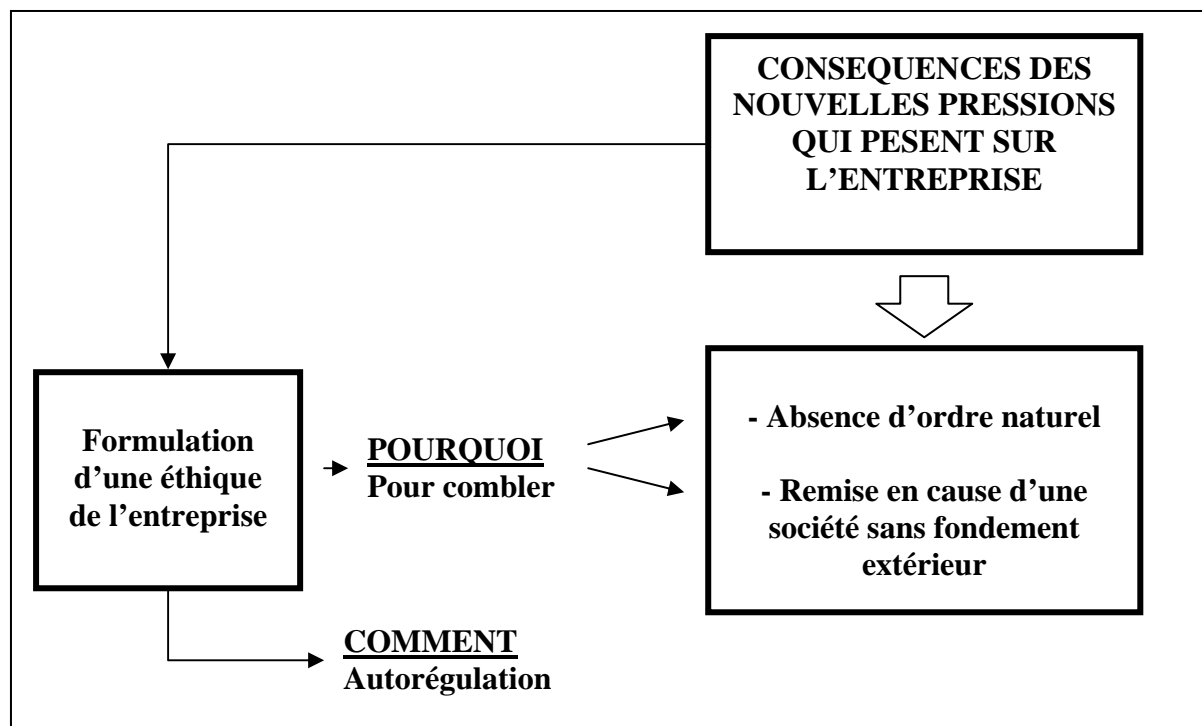 CONSEQUENCES DES
NOUVELLES PRESSIONS
QUI PESENT SUR
L’ENTREPRISE
Formulation
d’une éthique
de l’entreprise
POURQUOI
Pour combler
- Absence d’ordre naturel
- Remise en cause d’une
société sans fondement
extérieur
COMMENT
Autorégulation